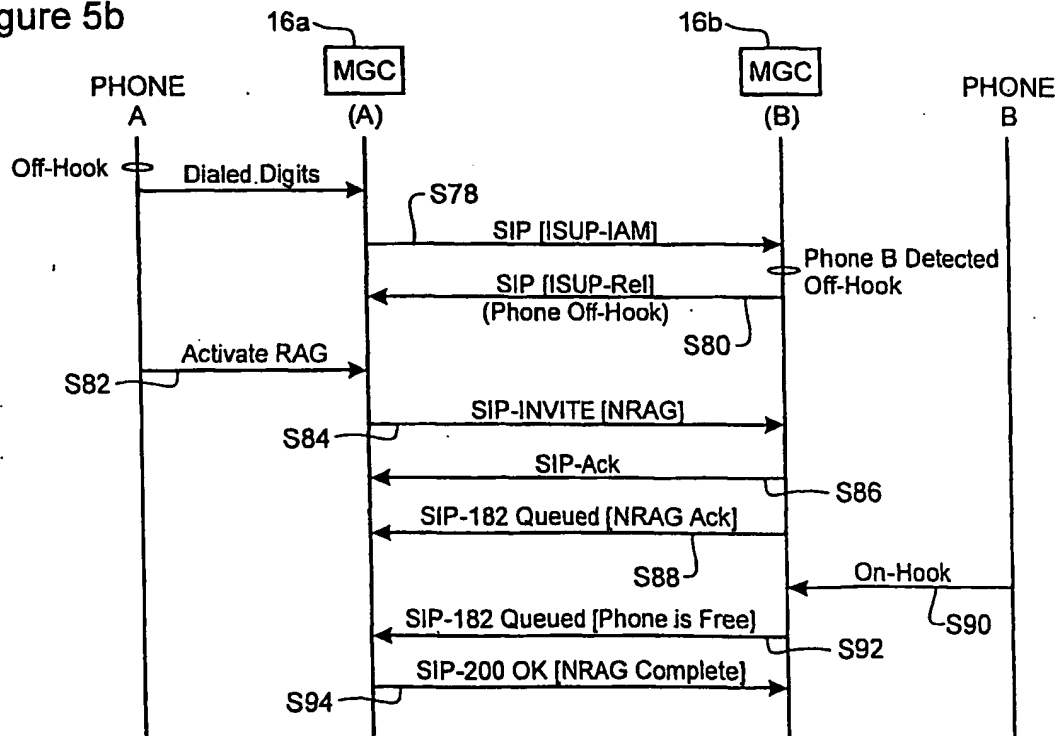 gure 5b
16a
16b
MGC
MGC
PHONE
A
(A)
(B)
PHONE
B
Off-Hook
Dialed.Digits
S78
SIP [ISUP-IAM]
Phone B Detected
Off-Hook
SIP [ISUP-Rel]
(Phone Off-Hook)
S80
Activate RAG
S82
SIP-INVITE [NRAG]
S84
SIP-Ack
S86
SIP-182 Queued [NRAG Ack]
S88
On-Hook
S90
SIP-182 Queued [Phone is Free]
S92
SIP-200 OK [NRAG Complete]
S94